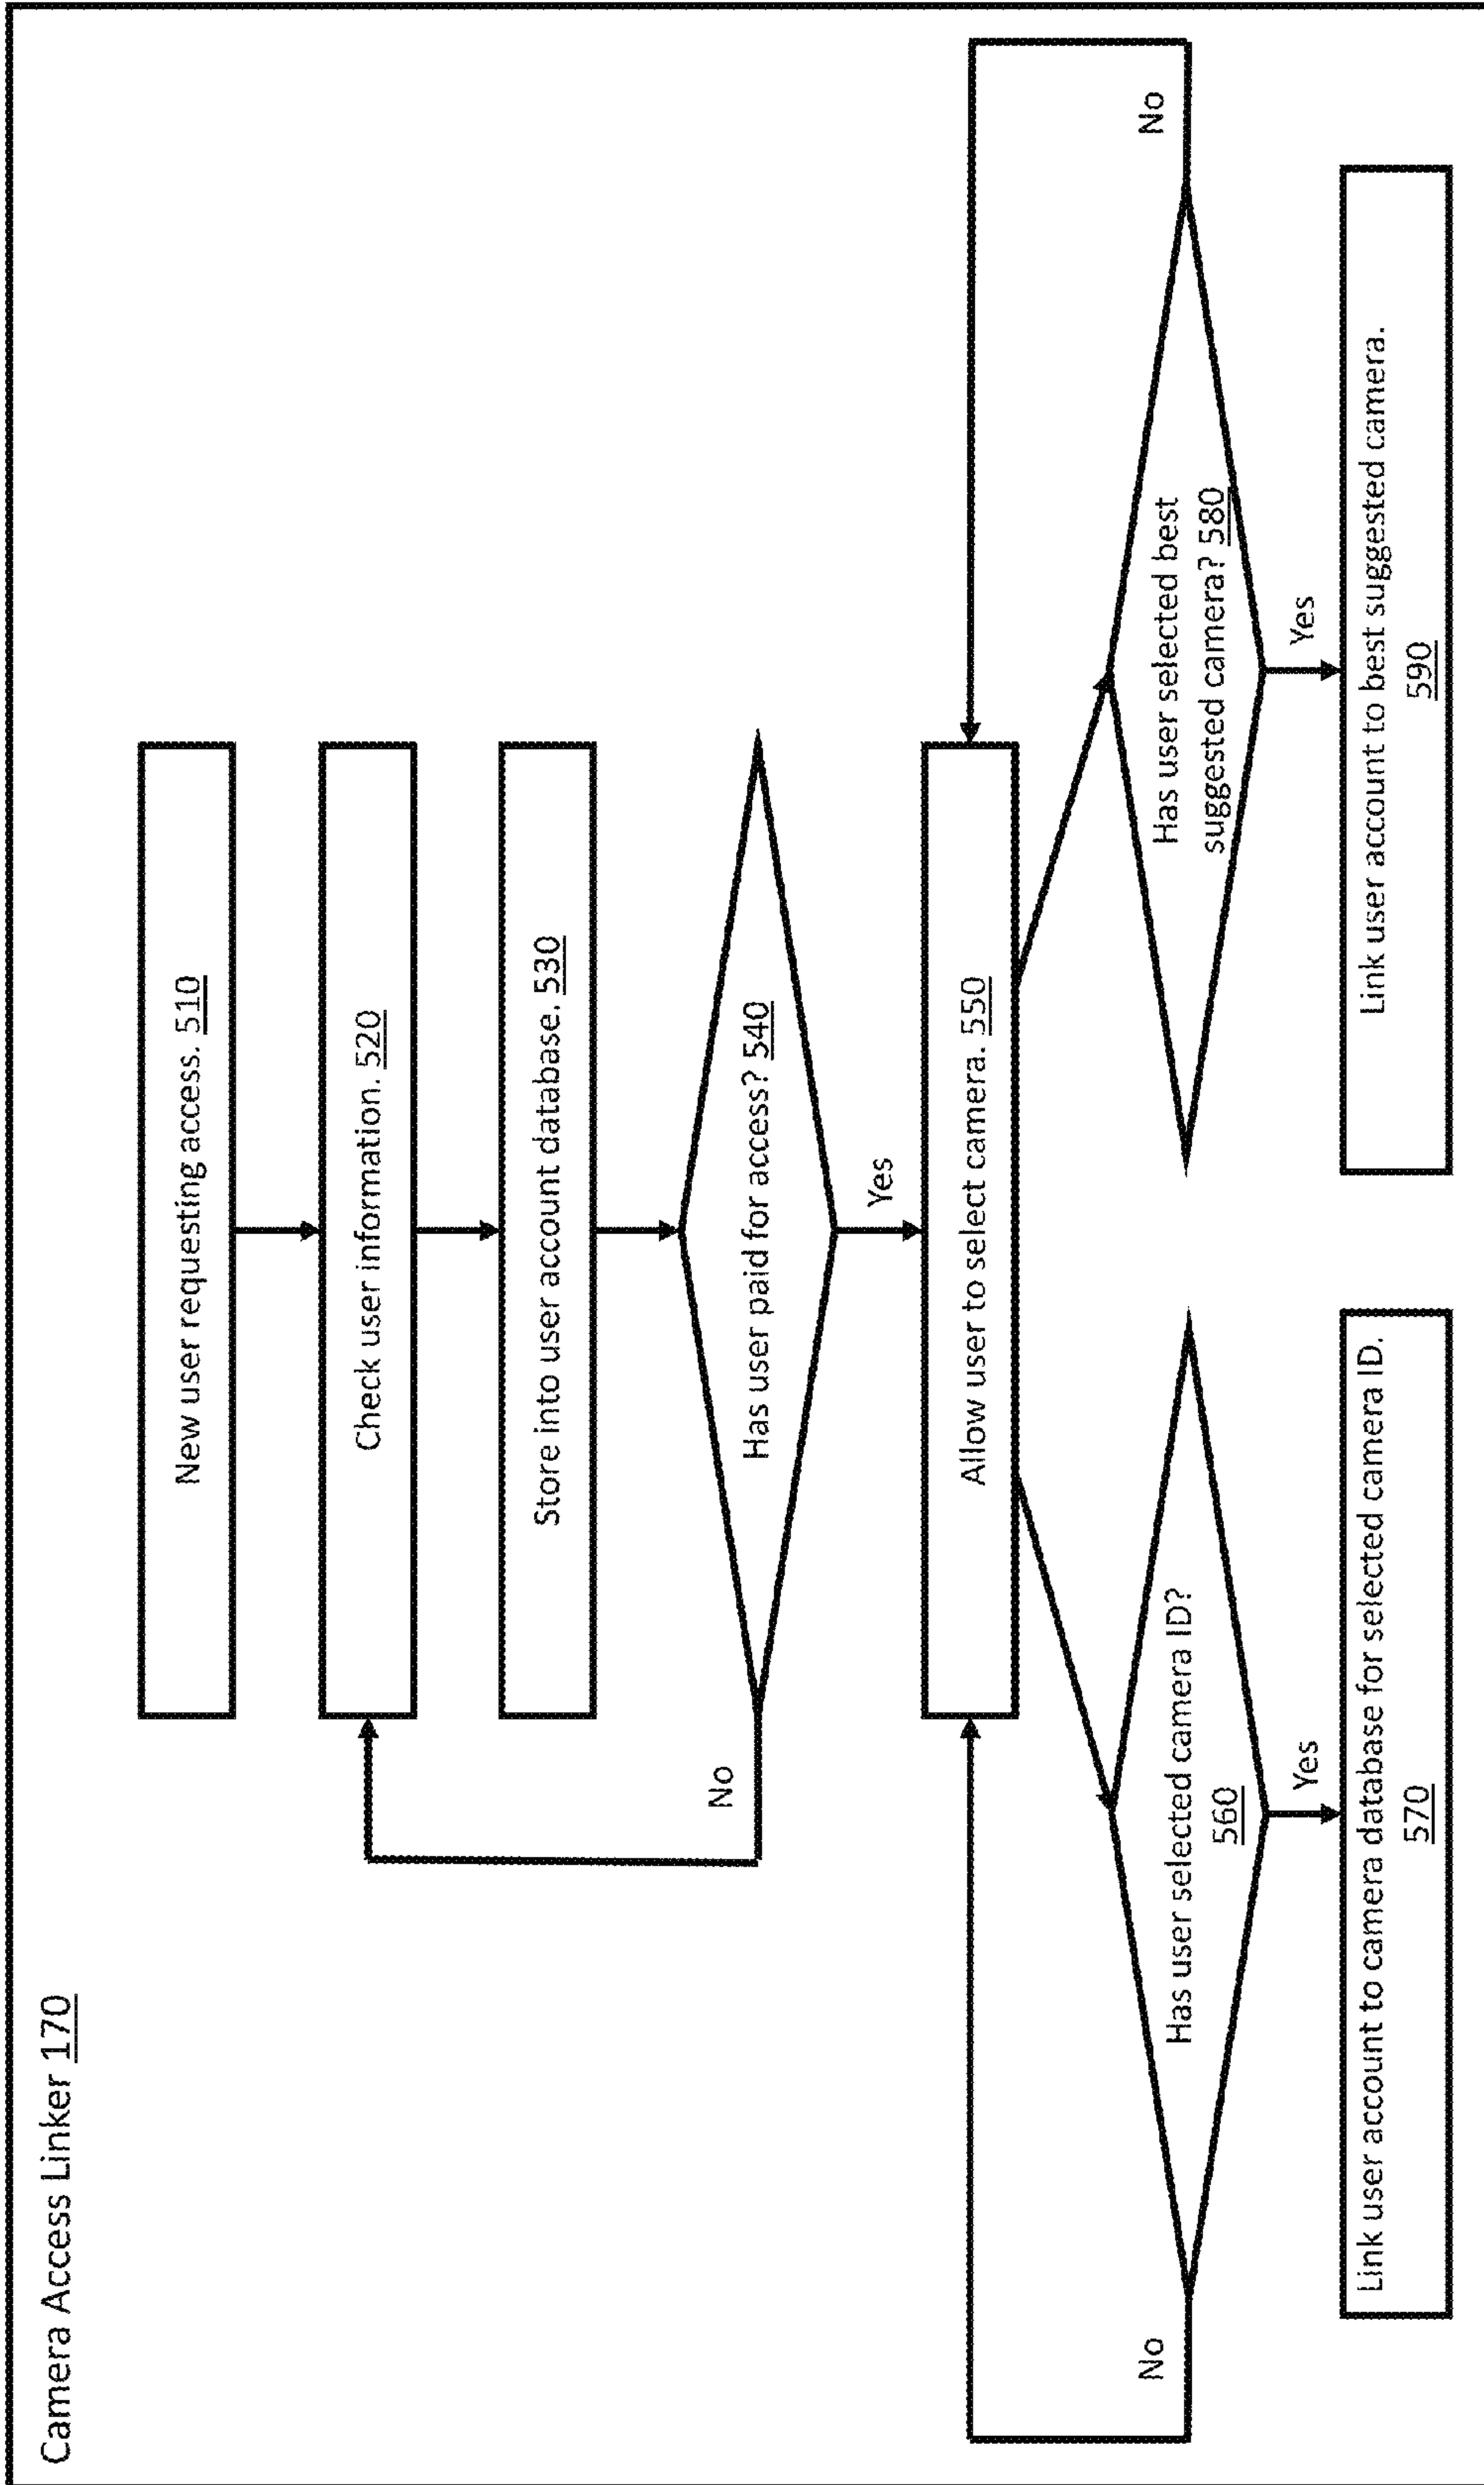 Camera Access Linker 170
New user requesting access. 510
Check user information. 520
Store into user account database. 530
Has user paid for access? 540
No
Yes
Allow user to select camera. 550
Has user selected camera ID?
560
No
Yes
Has user selected best
suggested camera? 580
No
Yes
Link user account to camera database for selected camera ID.
570
Link user account to best suggested camera.
590